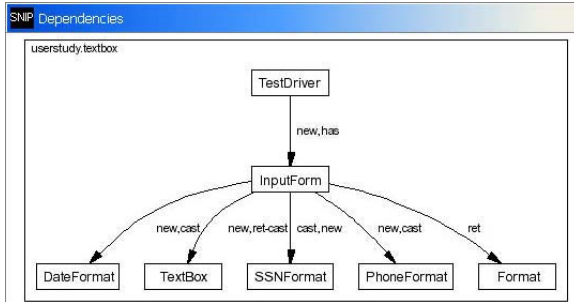 SNIP Dependencies
userstudy.textbox
TestDriver
new,has
InputForm
new,cast new,ret-cast cast,new new,cast ret
DateFormat TextBox SSNFormat PhoneFormat Format